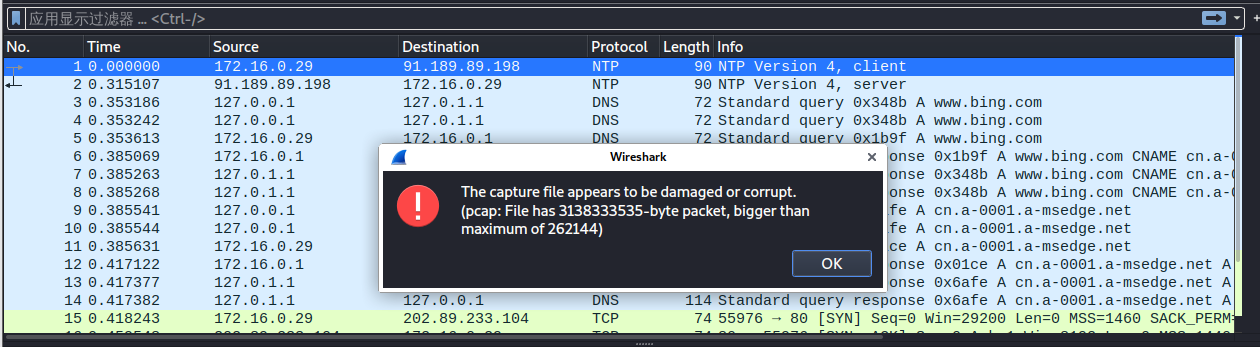 应用显示过滤器 ... <Ctrl-/>
No. Time Source Destination Protocol Length Info
1 0.000000 172.16.0.29 91.189.89.198 NTP 90 NTP Version 4, client
2 0.315107 91.189.89.198 172.16.0.29 NTP 90 NTP Version 4, server
3 0.353186 127.0.0.1 127.0.1.1 DNS 72 Standard query 0x348b A www.bing.com
4 0.353242 127.0.0.1 127.0.1.1 DNS 72 Standard query 0x348b A www.bing.com
5 0.353613 172.16.0.29 172.16.0.1 DNS 72 Standard query 0x1b9f A www.bing.com
6 0.385069 172.16.0.1 onse 0x1b9f A www.bing.com CNAME cn.a-0
7 0.385263 127.0.1.1 onse 0x348b A www.bing.com CNAME cn.a-0
8 0.385268 127.0.1.1 onse 0x348b A www.bing.com CNAME cn.a-0
9 0.385541 127.0.0.1 afe A cn.a-0001.a-msedge.net
10 0.385544 127.0.0.1 afe A cn.a-0001.a-msedge.net
11 0.385631 172.16.0.29 ce A cn.a-0001.a-msedge.net
12 0.417122 172.16.0.1 onse 0x01ce A cn.a-0001.a-msedge.net A
13 0.417377 127.0.1.1 onse 0x6afe A cn.a-0001.a-msedge.net A
14 0.417382 127.0.1.1 127.0.0.1 DNS 114 Standard query response 0x6afe A cn.a-0001.a-msedge.net A
15 0.418243 172.16.0.29 202.89.233.104 TCP 74 55976 → 80 [SYN] Seq=0 Win=29200 Len=0 MSS=1460 SACK_PERM=
Wireshark
The capture file appears to be damaged or corrupt.
(pcap: File has 3138333535-byte packet, bigger than
maximum of 262144)
OK